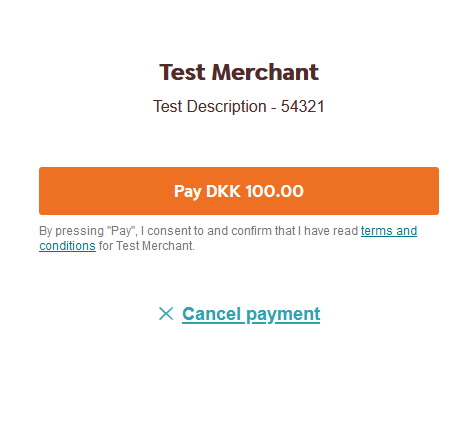 Test Merchant
Test Description - 54321
Pay DKK 100.00
By pressing "Pay", I consent to and confirm that I have read terms and
conditions for Test Merchant.
Cancel payment